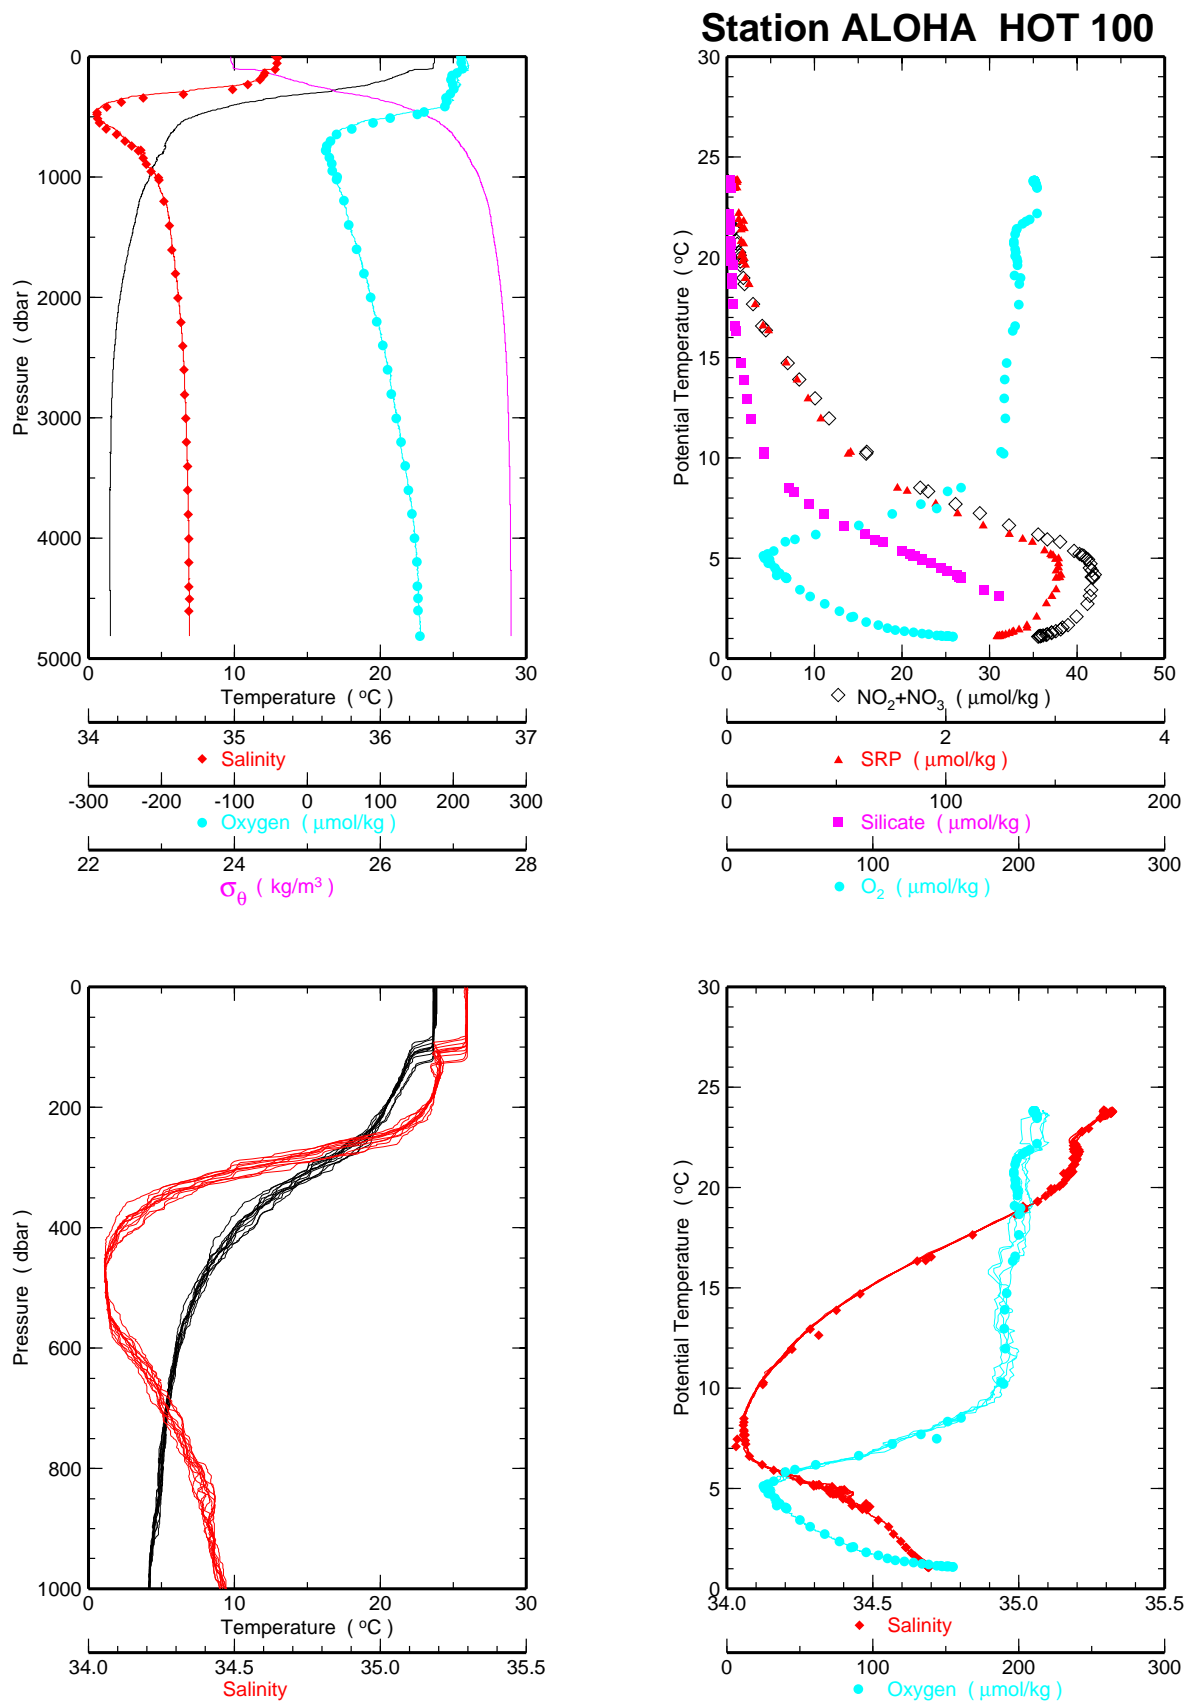 Station ALOHA HOT 100
0
1000
2000
3000
4000
5000
Pressure ( dbar)
0 10 20 30
Temperature ( °C)
34 35 36 37
Salinity
-300 -200 -100 0 100 200 300
Oxygen ( μmol/kg)
22 24 26 28
σθ ( kg/m³)
30
25
20
15
10
5
0
Potential Temperature ( °C)
0 10 20 30 40 50
NO₂+NO₃ ( μmol/kg)
0 2 4
SRP ( μmol/kg)
0 100 200
Silicate ( μmol/kg)
0 100 200 300
O₂ ( μmol/kg)
0
200
400
600
800
1000
Pressure ( dbar)
0 10 20 30
Temperature ( °C)
34.0 34.5 35.0 35.5
Salinity
30
25
20
15
10
5
0
Potential Temperature ( °C)
34.0 34.5 35.0 35.5
Salinity
0 100 200 300
Oxygen ( μmol/kg)